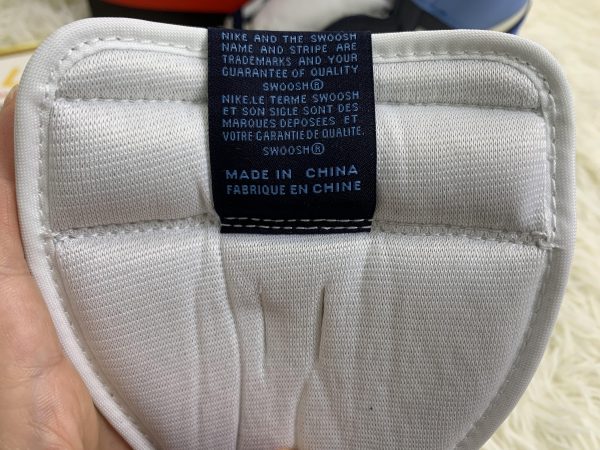 NIKE AND THE SWOOSH
NAME AND STRIPE ARE
TRADEMARKS AND YOUR
GUARANTEE OF QUALITY
SWOOSH®
NIKE.LE TERME SWOOSH
ET SON SIGLE SONT DES
MARQUES DEPOSEES ET
VOTRE GARANTIE DE QUALITE.
SWOOSH®
MADE IN CHINA
FABRIQUE EN CHINE